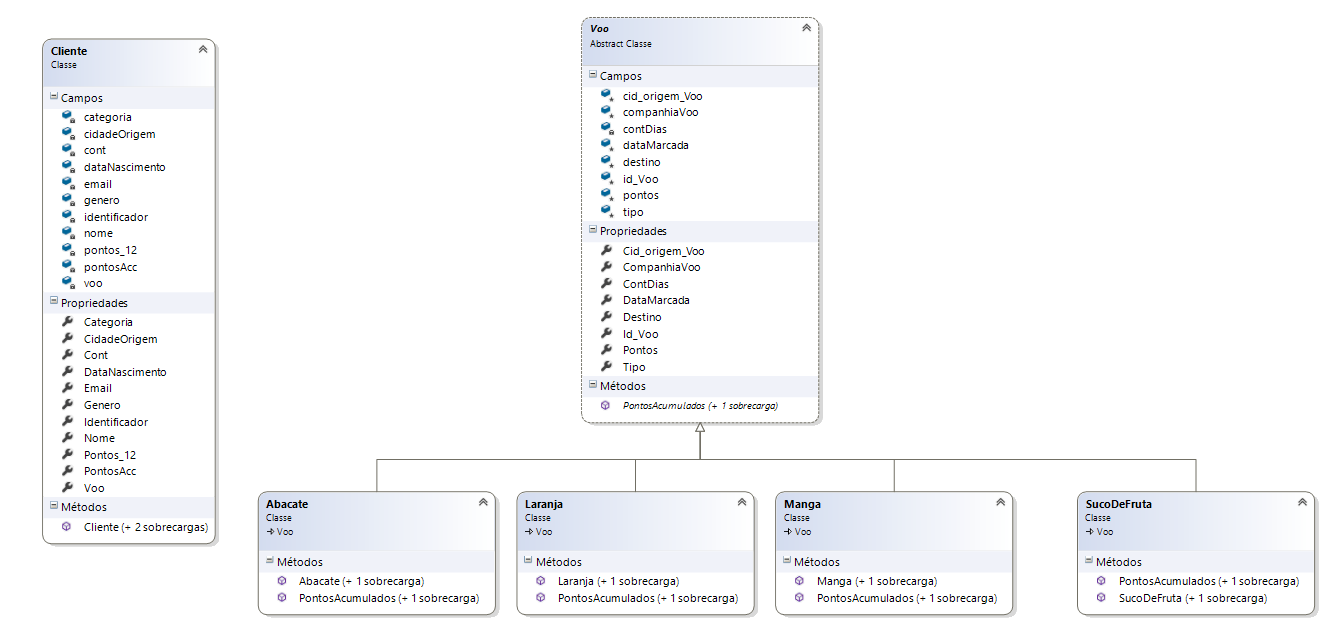 Cliente
Classe
Campos
categoria
cidadeOrigem
cont
dataNascimento
email
genero
identificador
nome
pontos_12
pontosAcc
voo
Propriedades
Categoria
CidadeOrigem
Cont
DataNascimento
Email
Genero
Identificador
Nome
Pontos_12
PontosAcc
Voo
Métodos
Cliente (+ 2 sobrecargas)
Voo
Abstract Classe
Campos
cid_origem_Voo
companhiaVoo
contDias
dataMarcada
destino
id_Voo
pontos
tipo
Propriedades
Cid_origem_Voo
CompanhiaVoo
ContDias
DataMarcada
Destino
Id_Voo
Pontos
Tipo
Métodos
PontosAcumulados (+ 1 sobrecarga)
Abacate
Classe
Voo
Métodos
Abacate (+ 1 sobrecarga)
PontosAcumulados (+ 1 sobrecarga)
Laranja
Classe
Voo
Métodos
Laranja (+ 1 sobrecarga)
PontosAcumulados (+ 1 sobrecarga)
Manga
Classe
Voo
Métodos
Manga (+ 1 sobrecarga)
PontosAcumulados (+ 1 sobrecarga)
SucoDeFruta
Classe
Voo
Métodos
PontosAcumulados (+ 1 sobrecarga)
SucoDeFruta (+ 1 sobrecarga)